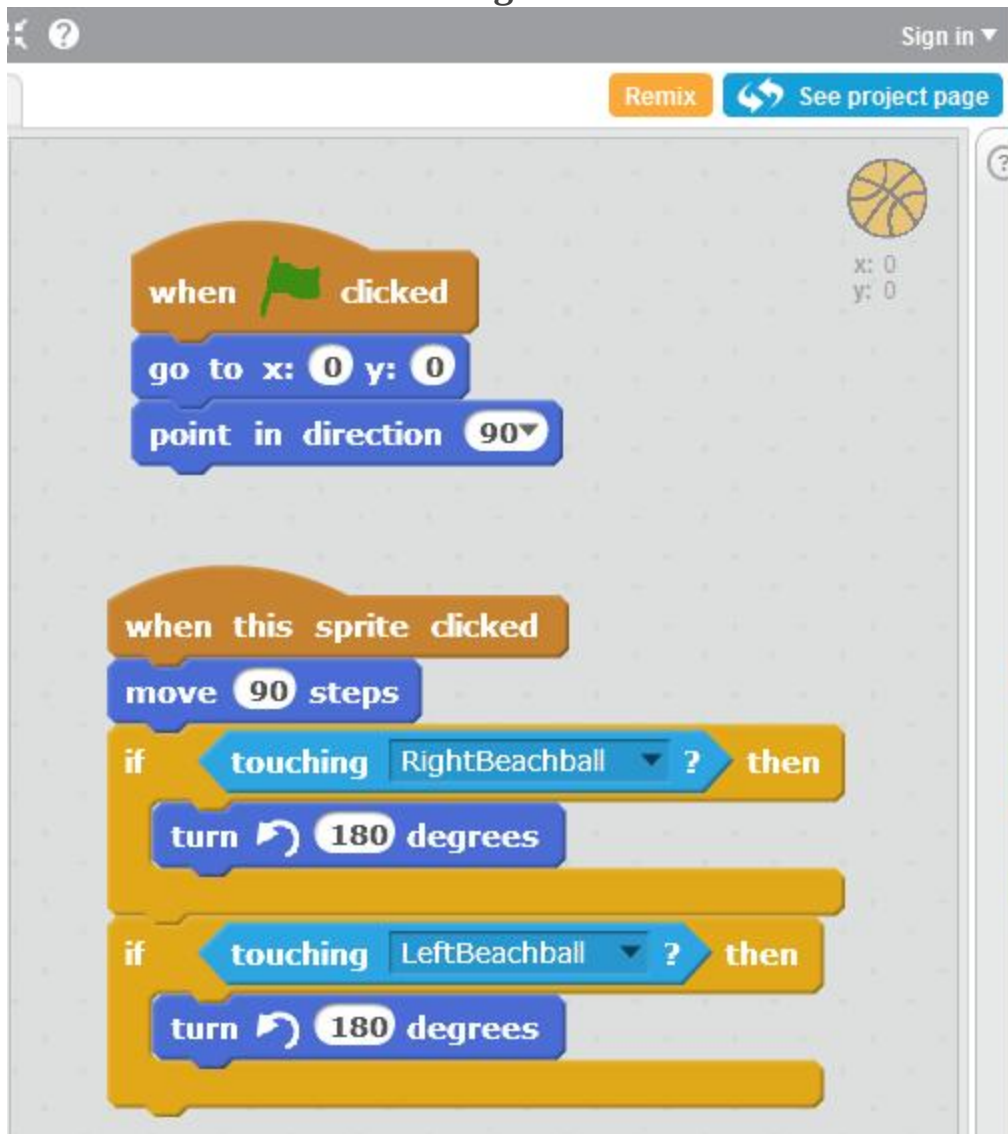 Sign in
Remix See project page
x: 0
y: 0
when clicked
go to x: 0 y: 0
point in direction 90
when this sprite clicked
move 90 steps
if touching RightBeachball ? then
turn 180 degrees
if touching LeftBeachball ? then
turn 180 degrees